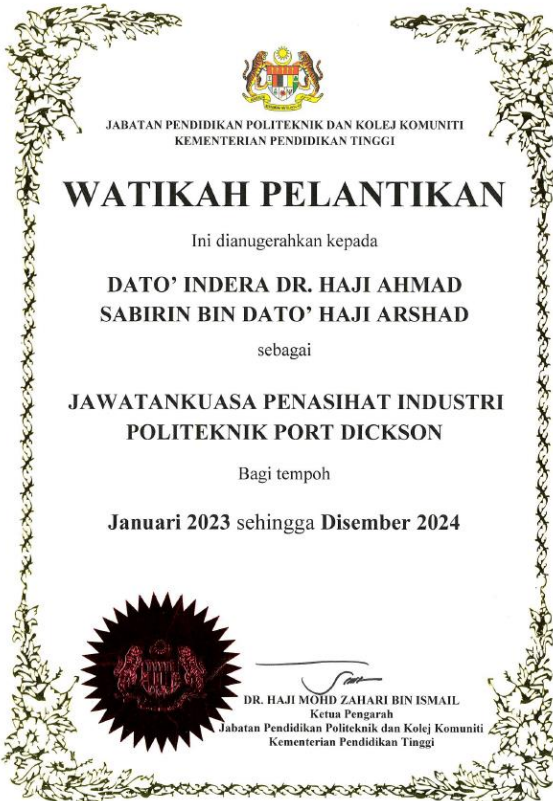 JABATAN PENDIDIKAN POLITEKNIK DAN KOLEJ KOMUNITI
KEMENTERIAN PENDIDIKAN TINGGI
WATIKAH PELANTIKAN
Ini dianugerahkan kepada
DATO’ INDERA DR. HAJI AHMAD
SABIRIN BIN DATO’ HAJI ARSHAD
sebagai
JAWATANKUASA PENASIHAT INDUSTRI
POLITEKNIK PORT DICKSON
Bagi tempoh
Januari 2023 sehingga Disember 2024
DR. HAJI MOHD ZAHARI BIN ISMAIL
Ketua Pengarah
Jabatan Pendidikan Politeknik dan Kolej Komuniti
Kementerian Pendidikan Tinggi